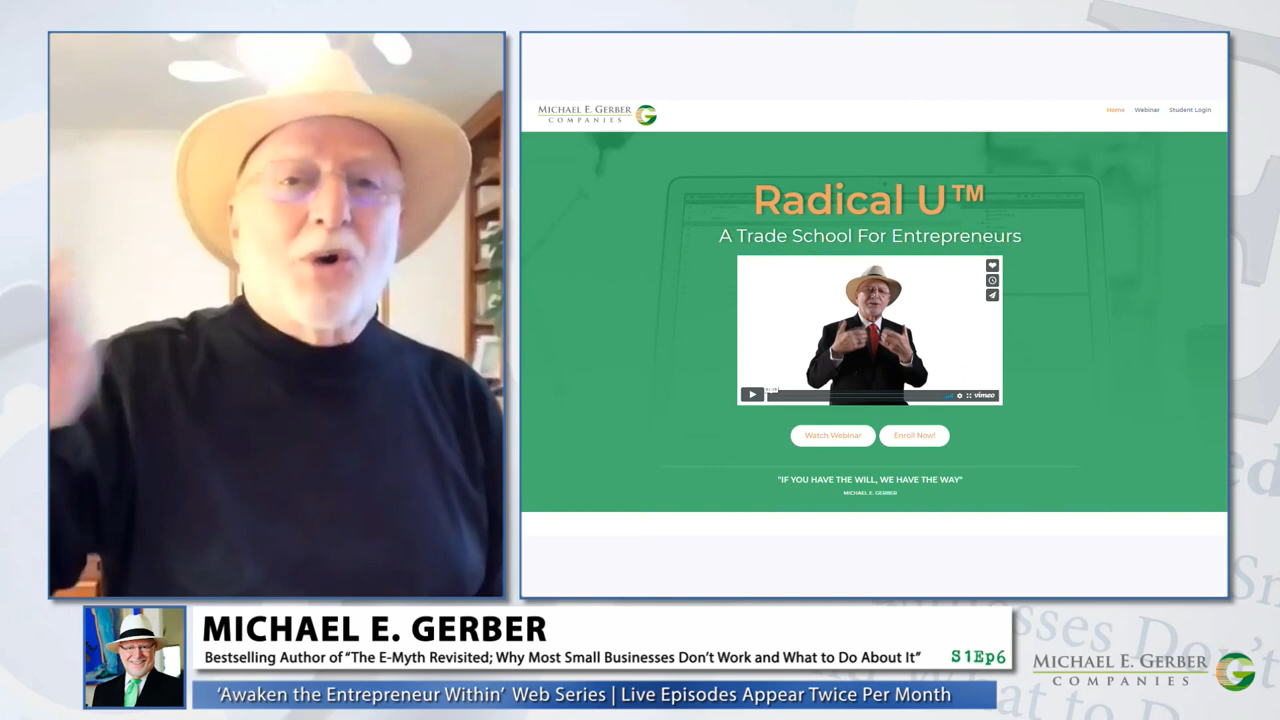 MICHAEL E. GERBER
COMPANIES
Home Webinar Student Login
Radical U™
A Trade School For Entrepreneurs
vimeo
Watch Webinar Enroll Now!
"IF YOU HAVE THE WILL, WE HAVE THE WAY"
MICHAEL E. GERBER
MICHAEL E. GERBER
Bestselling Author of "The E-Myth Revisited; Why Most Small Businesses Don't Work and What to Do About It" S1Ep6
'Awaken the Entrepreneur Within' Web Series | Live Episodes Appear Twice Per Month
MICHAEL E. GERBER
COMPANIES